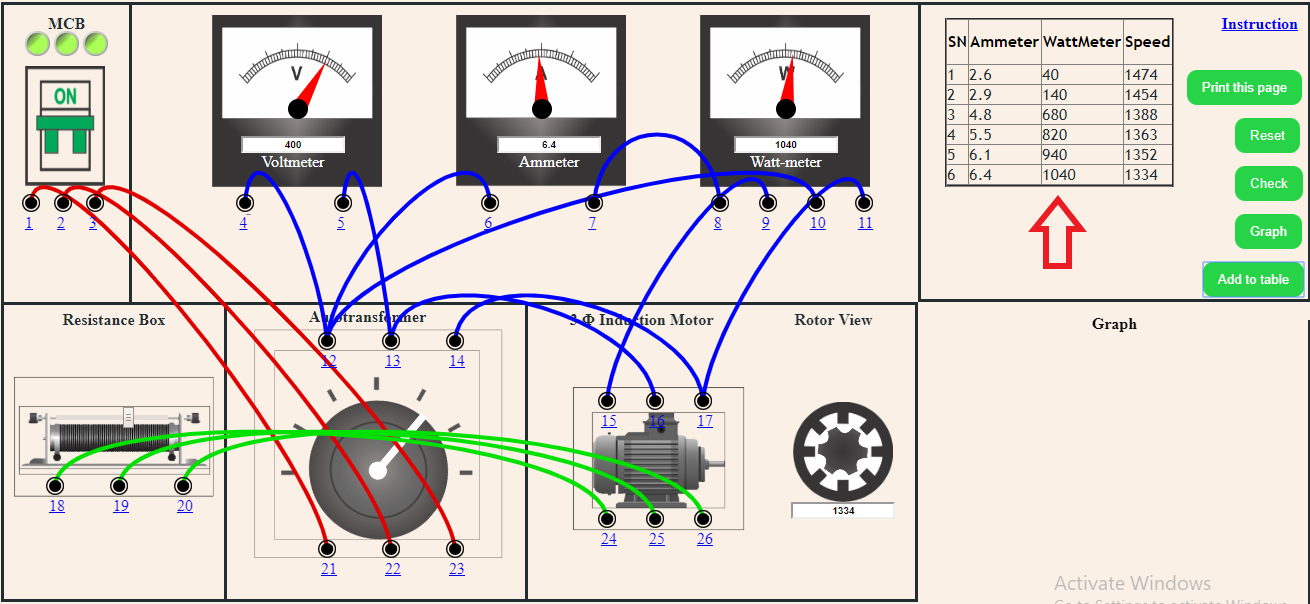 MCB
ON
1 2 3
V
400
Voltmeter
A
6.4
Ammeter
W
1040
Watt-meter
4 5 6 7 8 9 10 11
SN Ammeter WattMeter Speed
1 2.6 40 1474
2 2.9 140 1454
3 4.8 680 1388
4 5.5 820 1363
5 6.1 940 1352
6 6.4 1040 1334
Instruction
Print this page
Reset
Check
Graph
Add to table
Resistance Box
18 19 20
Autotransformer
12 13 14
21 22 23
3-Φ Induction Motor
15 16 17
24 25 26
Rotor View
1334
Graph
Activate Windows
Go to Settings to activate Windows